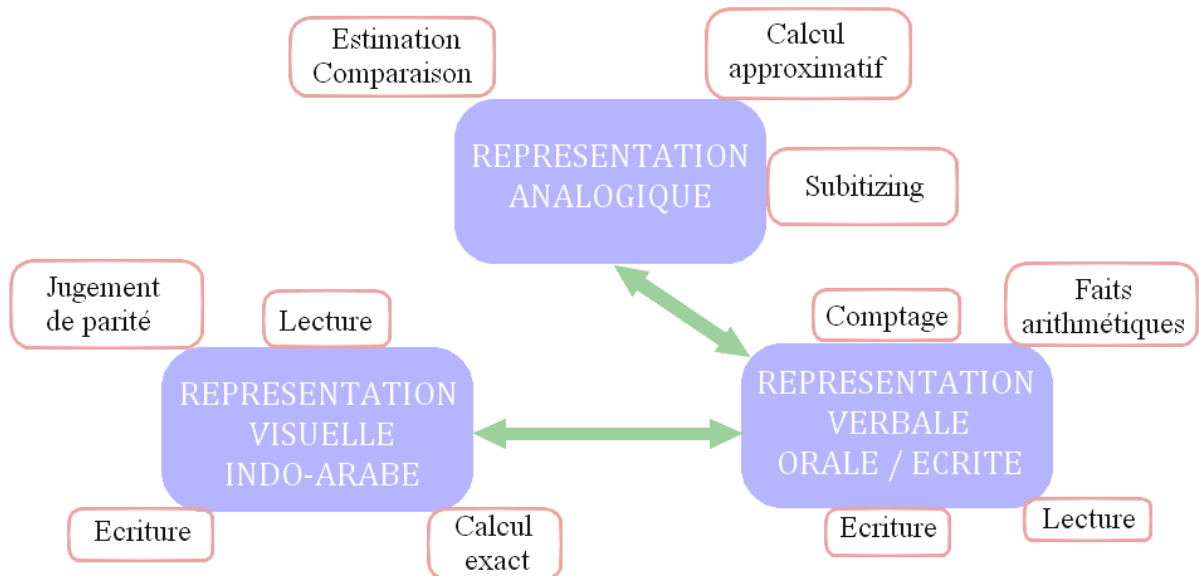 Estimation
Comparaison
Calcul
approximatif
REPRESENTATION
ANALOGIQUE
Subitizing
Jugement
de parité
Lecture
Comptage
Faits
arithmétiques
REPRESENTATION
VISUELLE
INDO-ARABE
REPRESENTATION
VERBALE
ORALE / ECRITE
Ecriture
Calcul
exact
Ecriture
Lecture